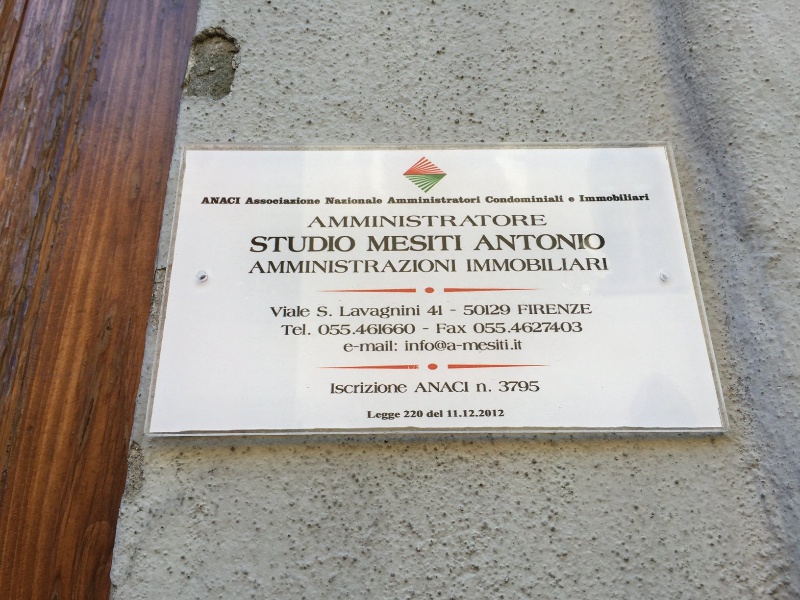 ANACI Associazione Nazionale Amministratori Condominiali e Immobiliari
AMMINISTRATORE
STUDIO MESITI ANTONIO
AMMINISTRAZIONI IMMOBILIARI
Viale S. Lavagnini 41 - 50129 FIRENZE
Tel. 055.461660 - Fax 055.4627403
e-mail: info@a-mesiti.it
Iscrizione ANACI n. 3795
Legge 220 del 11.12.2012